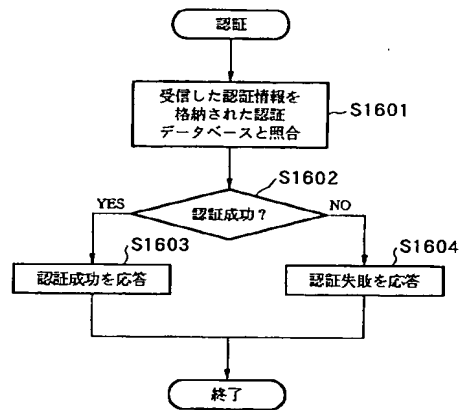 認証
受信した認証情報を
格納された認証
データベースと照合
S1601
S1602
認証成功？
YES
NO
S1603
S1604
認証成功を応答
認証失敗を応答
終了